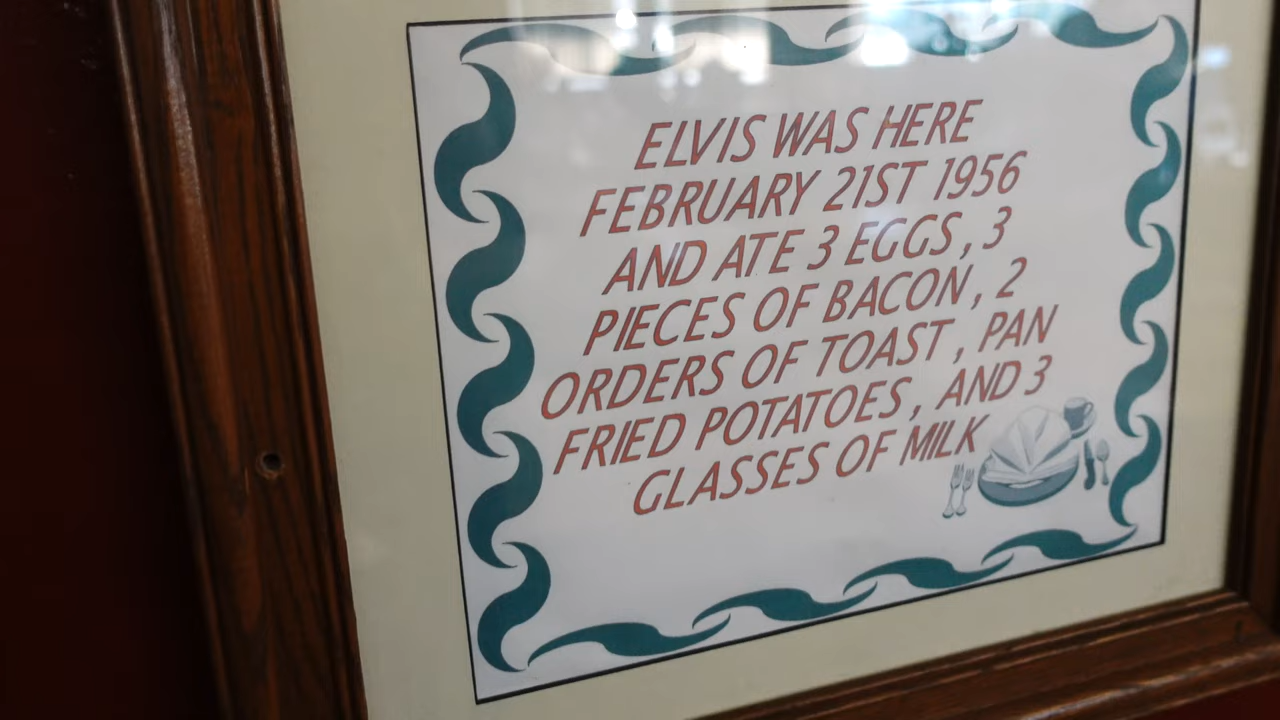 ELVIS WAS HERE
FEBRUARY 21ST 1956
AND ATE 3 EGGS , 3
PIECES OF BACON , 2
ORDERS OF TOAST , PAN
FRIED POTATOES , AND 3
GLASSES OF MILK